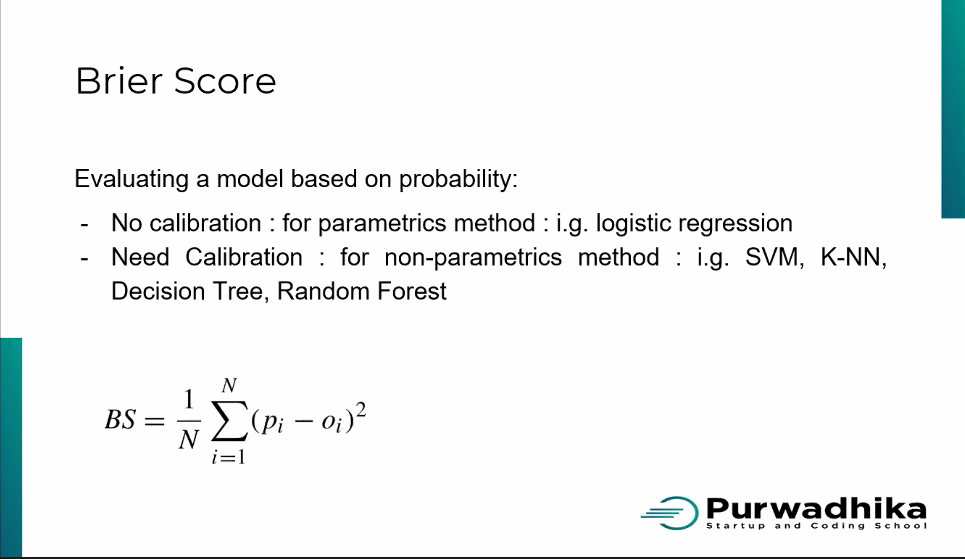 Brier Score
Evaluating a model based on probability:
- No calibration : for parametrics method : i.g. logistic regression
- Need Calibration : for non-parametrics method : i.g. SVM, K-NN,
Decision Tree, Random Forest
BS = \frac{1}{N} \sum_{i=1}^{N} (p_i - o_i)^2
Purwadhika
Startup and Coding School